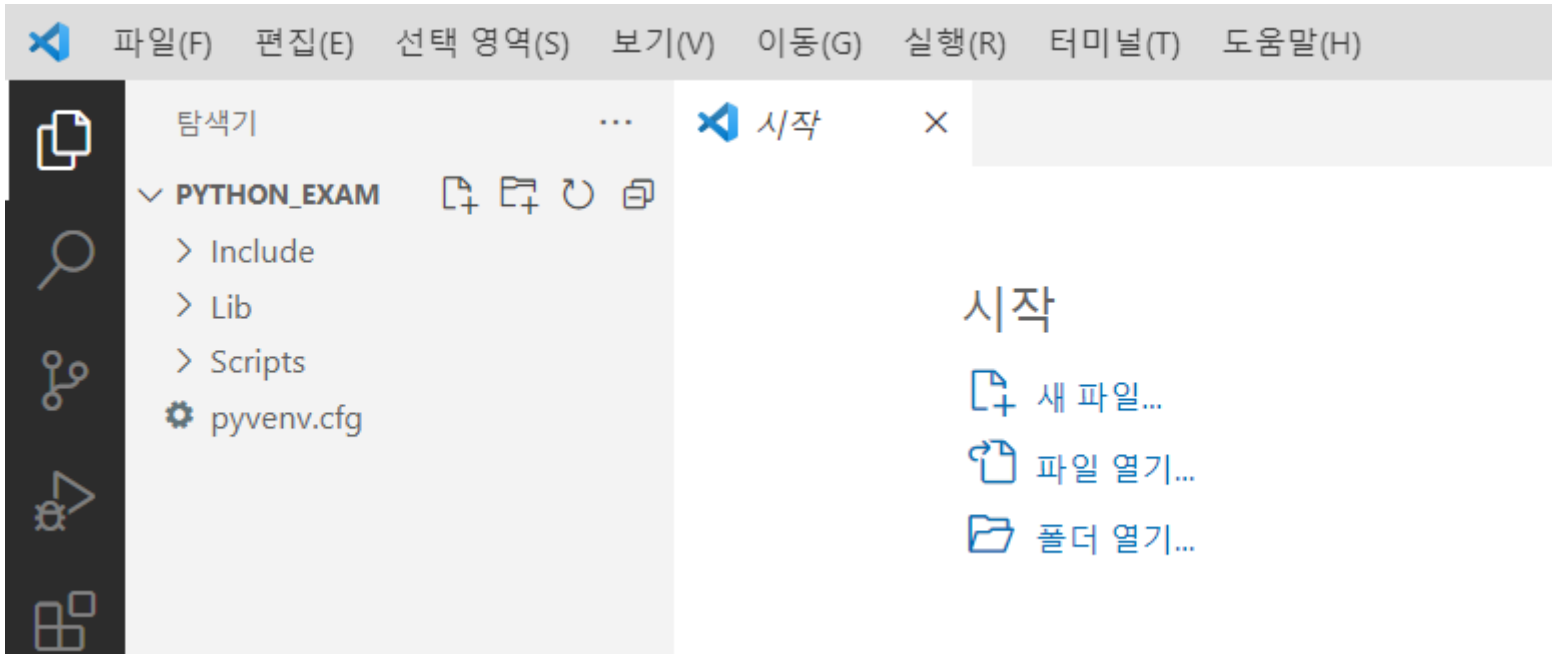 파일(F) 편집(E) 선택 영역(S) 보기(V) 이동(G) 실행(R) 터미널(T) 도움말(H)
탐색기
시작
PYTHON_EXAM
Include
Lib
Scripts
pyvenv.cfg
시작
새 파일...
파일 열기...
폴더 열기...